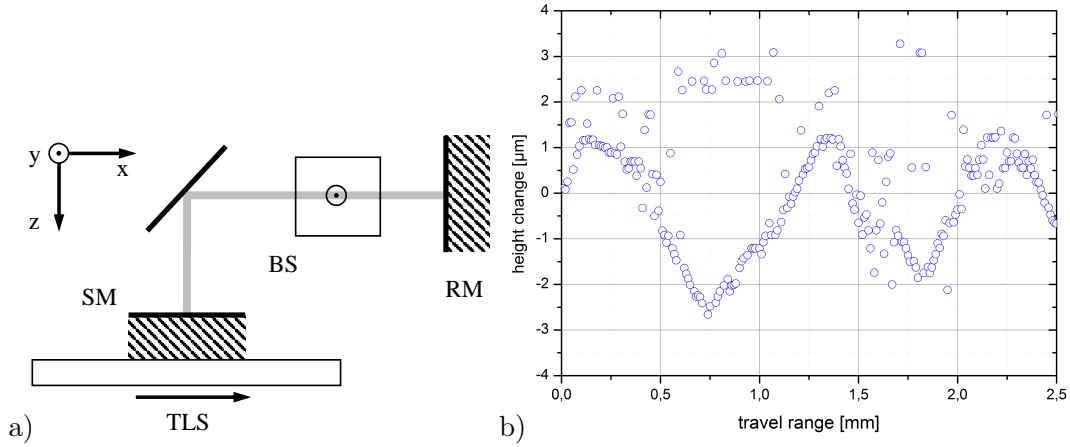 y
x
z
BS
RM
SM
TLS
a)
height change [µm]
4
3
2
1
0
-1
-2
-3
-4
0,0 0,5 1,0 1,5 2,0 2,5
travel range [mm]
b)